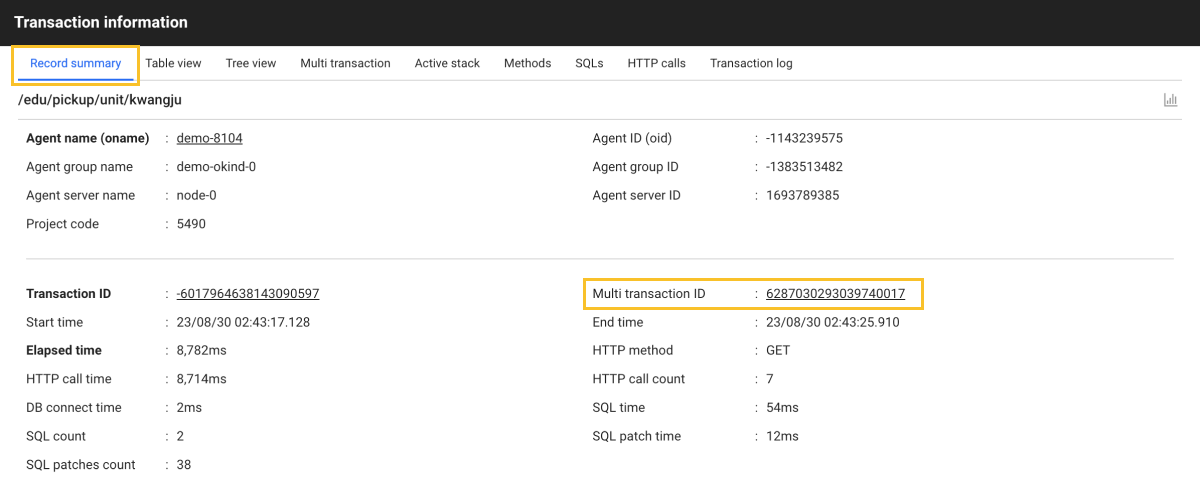 Transaction information
Record summary Table view Tree view Multi transaction Active stack Methods SQLs HTTP calls Transaction log
/edu/pickup/unit/kwangju
Agent name (oname) : demo-8104 Agent ID (oid) : -1143239575
Agent group name : demo-okind-0 Agent group ID : -1383513482
Agent server name : node-0 Agent server ID : 1693789385
Project code : 5490
Transaction ID : -6017964638143090597 Multi transaction ID : 6287030293039740017
Start time : 23/08/30 02:43:17.128 End time : 23/08/30 02:43:25.910
Elapsed time : 8,782ms HTTP method : GET
HTTP call time : 8,714ms HTTP call count : 7
DB connect time : 2ms SQL time : 54ms
SQL count : 2 SQL patch time : 12ms
SQL patches count : 38